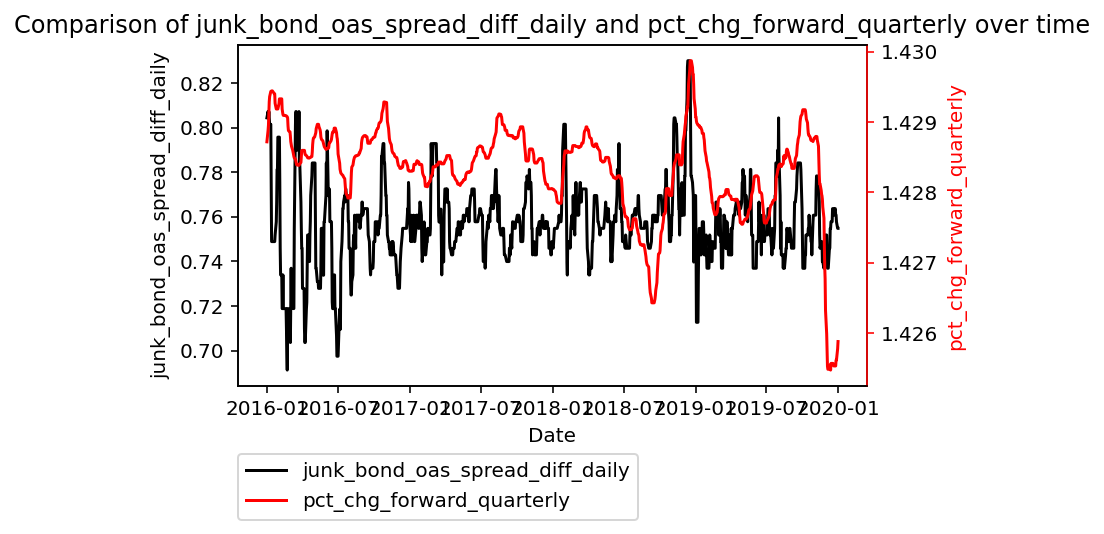 Comparison of junk_bond_oas_spread_diff_daily and pct_chg_forward_quarterly over time
junk_bond_oas_spread_diff_daily
0.82
0.80
0.78
0.76
0.74
0.72
0.70
1.430
1.429
1.428
1.427
1.426
pct_chg_forward_quarterly
2016-01 2016-07 2017-01 2017-07 2018-01 2018-07 2019-01 2019-07 2020-01
Date
junk_bond_oas_spread_diff_daily
pct_chg_forward_quarterly